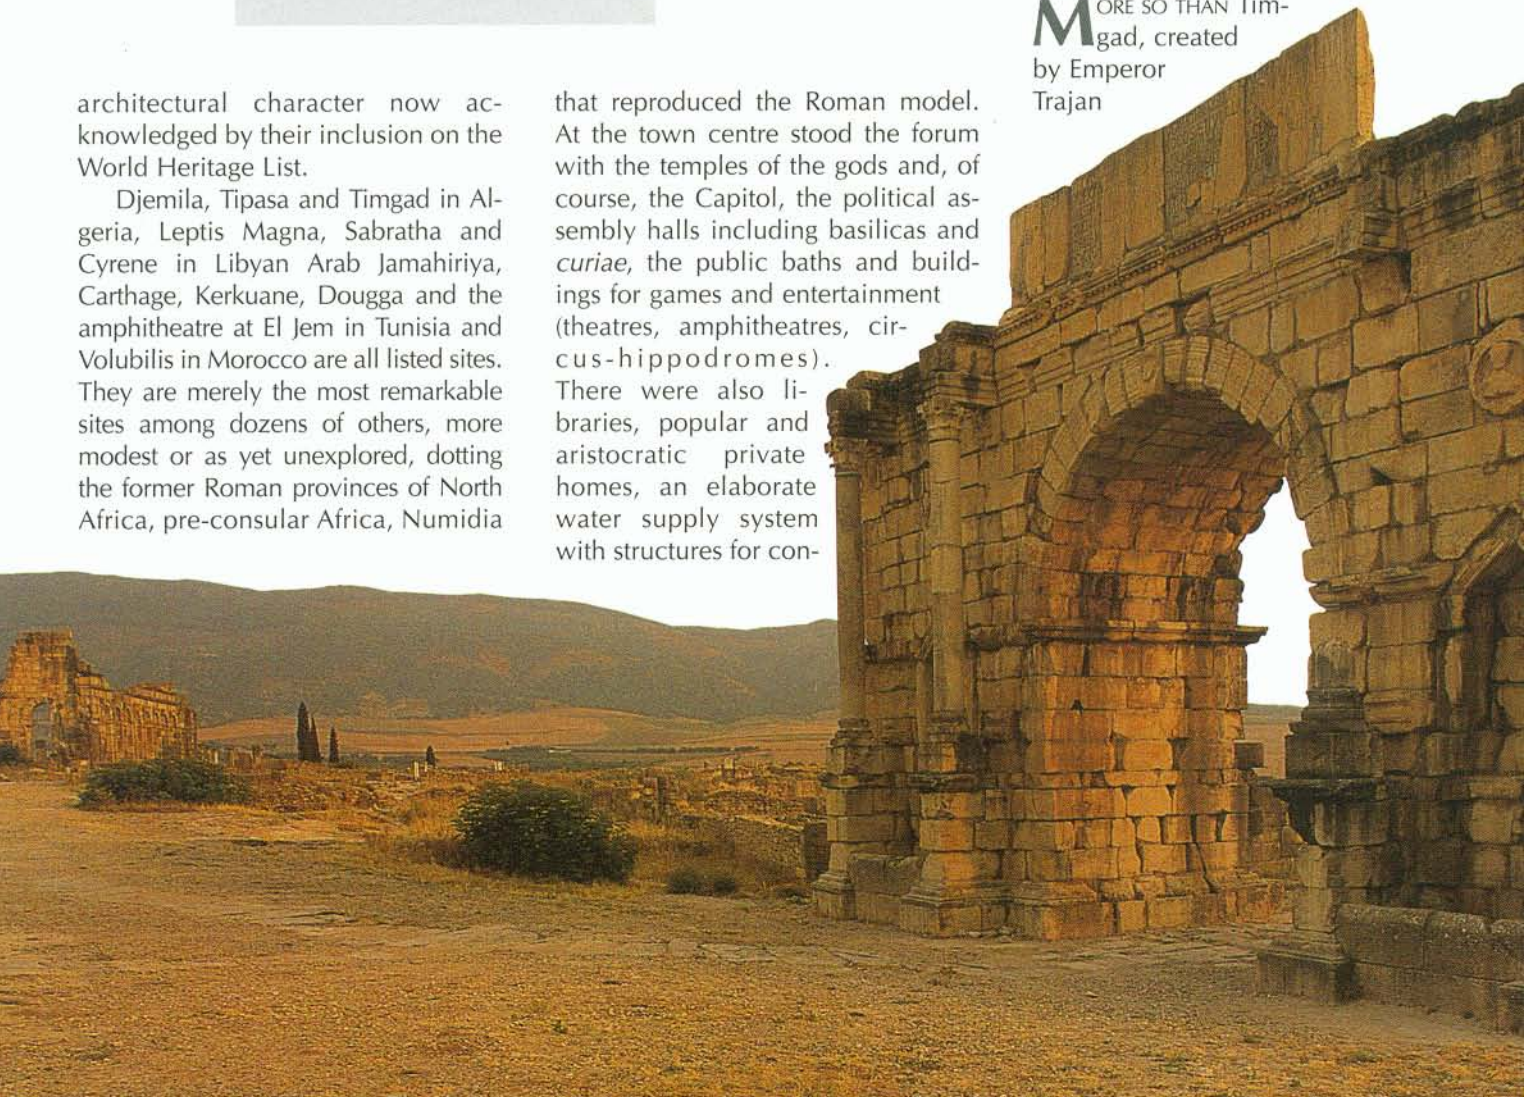 architectural character now ac-
knowledged by their inclusion on the
World Heritage List.
Djemila, Tipasa and Timgad in Al-
geria, Leptis Magna, Sabratha and
Cyrene in Libyan Arab Jamahiriya,
Carthage, Kerkuane, Dougga and the
amphitheatre at El Jem in Tunisia and
Volubilis in Morocco are all listed sites.
They are merely the most remarkable
sites among dozens of others, more
modest or as yet unexplored, dotting
the former Roman provinces of North
Africa, pre-consular Africa, Numidia
that reproduced the Roman model.
At the town centre stood the forum
with the temples of the gods and, of
course, the Capitol, the political as-
sembly halls including basilicas and
curiae, the public baths and build-
ings for games and entertainment
(theatres, amphitheatres, cir-
cus-hippodromes).
There were also li-
braries, popular and
aristocratic private
homes, an elaborate
water supply system
with structures for con-
MORE SO THAN Tim-
gad, created
by Emperor
Trajan